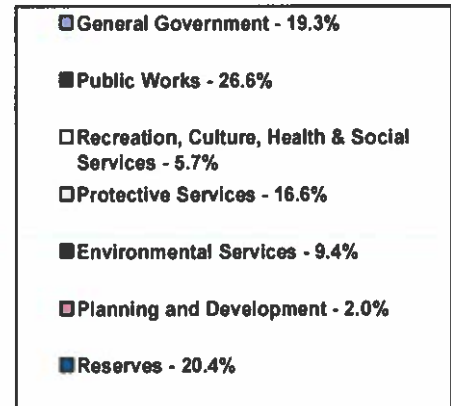 General Government - 19.3%
Public Works - 26.6%
Recreation, Culture, Health & Social
Services - 5.7%
Protective Services - 16.6%
Environmental Services - 9.4%
Planning and Development - 2.0%
Reserves - 20.4%